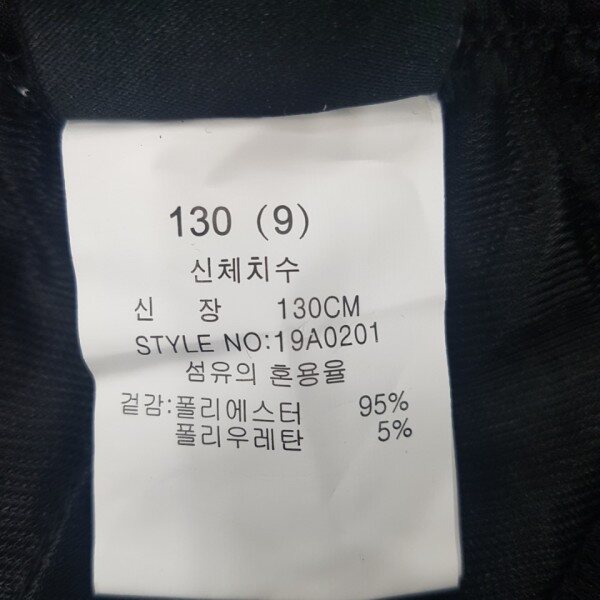 130 (9)
신체치수
신 장 130CM
STYLE NO:19A0201
섬유의 혼용율
겉감:폴리에스터 95%
폴리우레탄 5%